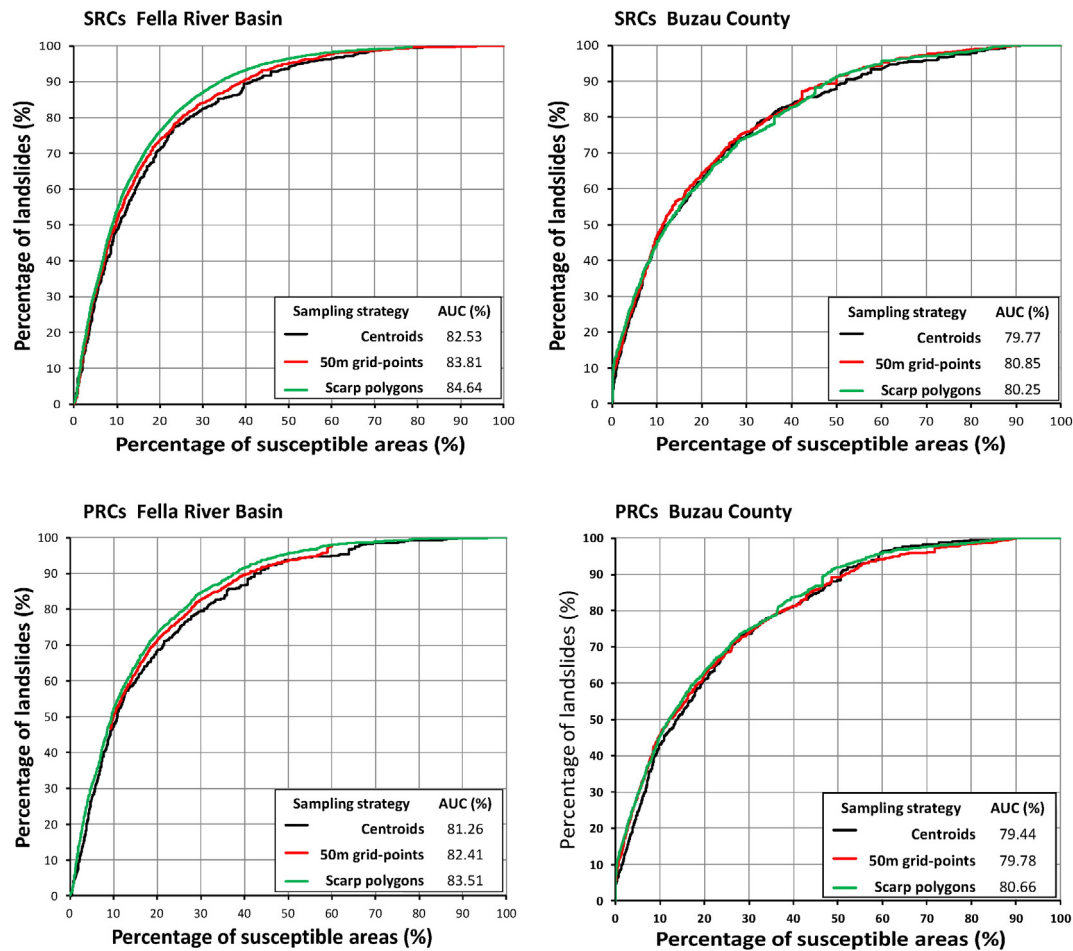 SRCs Fella River Basin
Percentage of landslides (%)
100
90
80
70
60
50
40
30
20
10
0
Sampling strategy AUC (%)
Centroids 82.53
50m grid-points 83.81
Scarp polygons 84.64
0 10 20 30 40 50 60 70 80 90 100
Percentage of susceptible areas (%)
SRCs Buzau County
Percentage of landslides (%)
100
90
80
70
60
50
40
30
20
10
0
Sampling strategy AUC (%)
Centroids 79.77
50m grid-points 80.85
Scarp polygons 80.25
0 10 20 30 40 50 60 70 80 90 100
Percentage of susceptible areas (%)
PRCs Fella River Basin
Percentage of landslides (%)
100
90
80
70
60
50
40
30
20
10
0
Sampling strategy AUC (%)
Centroids 81.26
50m grid-points 82.41
Scarp polygons 83.51
0 10 20 30 40 50 60 70 80 90 100
Percentage of susceptible areas (%)
PRCs Buzau County
Percentage of landslides (%)
100
90
80
70
60
50
40
30
20
10
0
Sampling strategy AUC (%)
Centroids 79.44
50m grid-points 79.78
Scarp polygons 80.66
0 10 20 30 40 50 60 70 80 90 100
Percentage of susceptible areas (%)